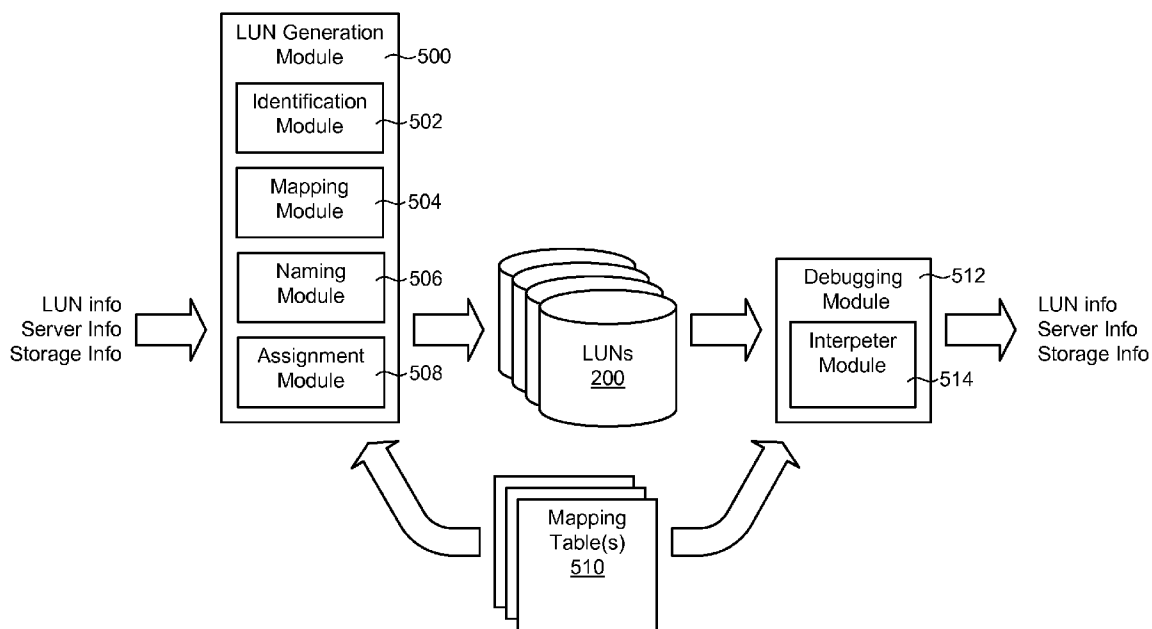 LUN Generation
Module
500
Identification
Module
502
Mapping
Module
504
Naming
Module
506
Assignment
Module
508
LUN info
Server Info
Storage Info
LUNs
200
Debugging
Module
512
Interpeter
Module
514
LUN info
Server Info
Storage Info
Mapping
Table(s)
510